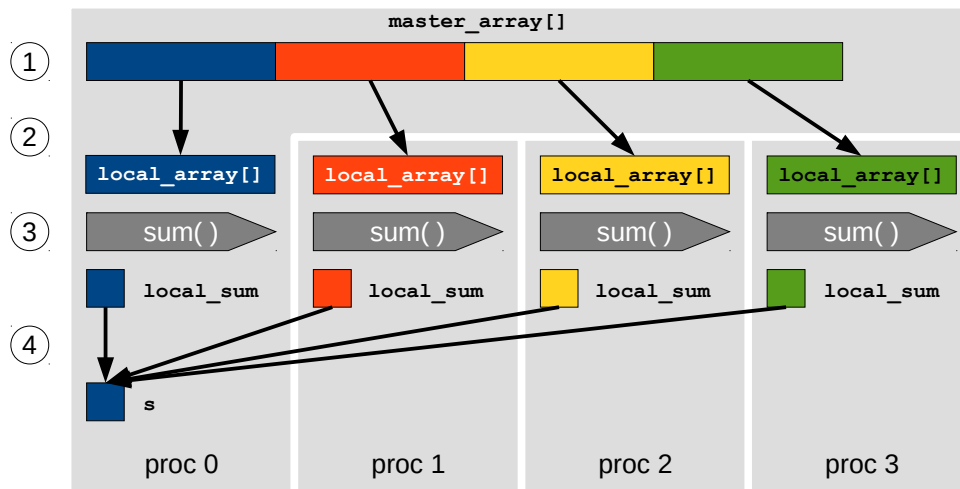 master_array[]
1
2
local_array[] local_array[] local_array[] local_array[]
3 sum( ) sum( ) sum( ) sum( )
local_sum local_sum local_sum local_sum
4
s
proc 0 proc 1 proc 2 proc 3